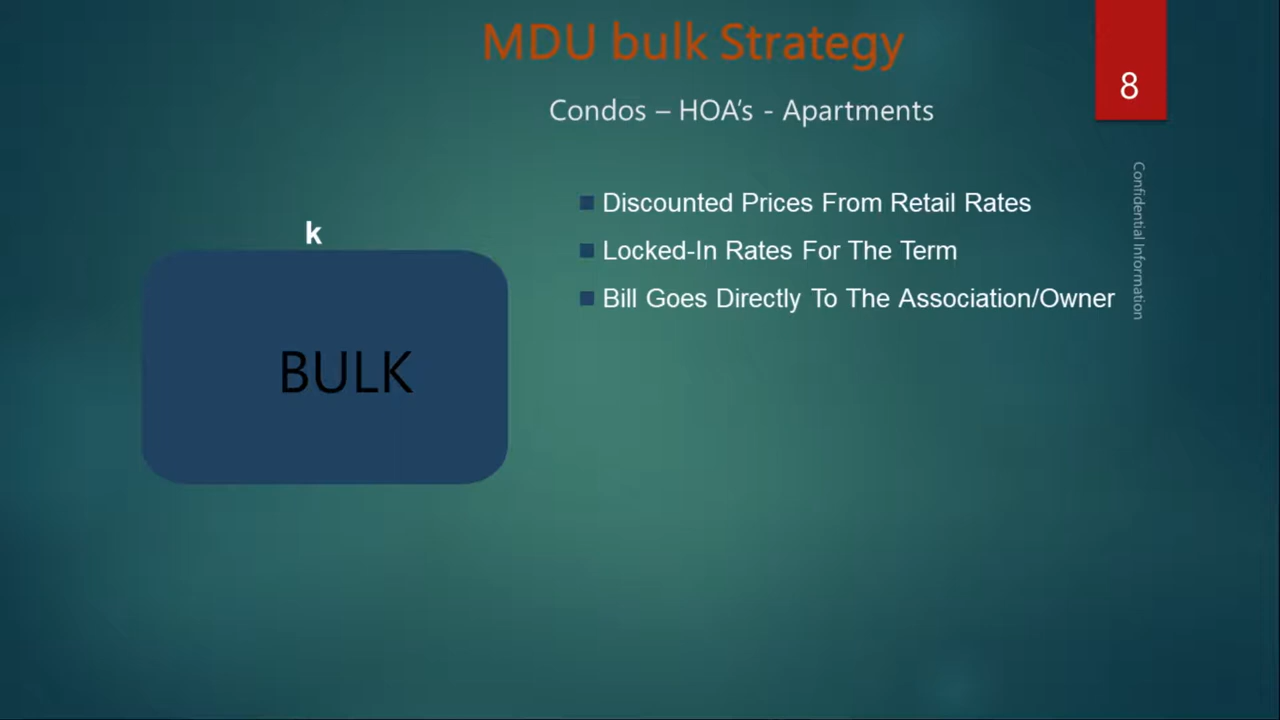 MDU bulk Strategy
8
Condos – HOA’s - Apartments
Confidential Information
Discounted Prices From Retail Rates
Locked-In Rates For The Term
Bill Goes Directly To The Association/Owner
k
BULK